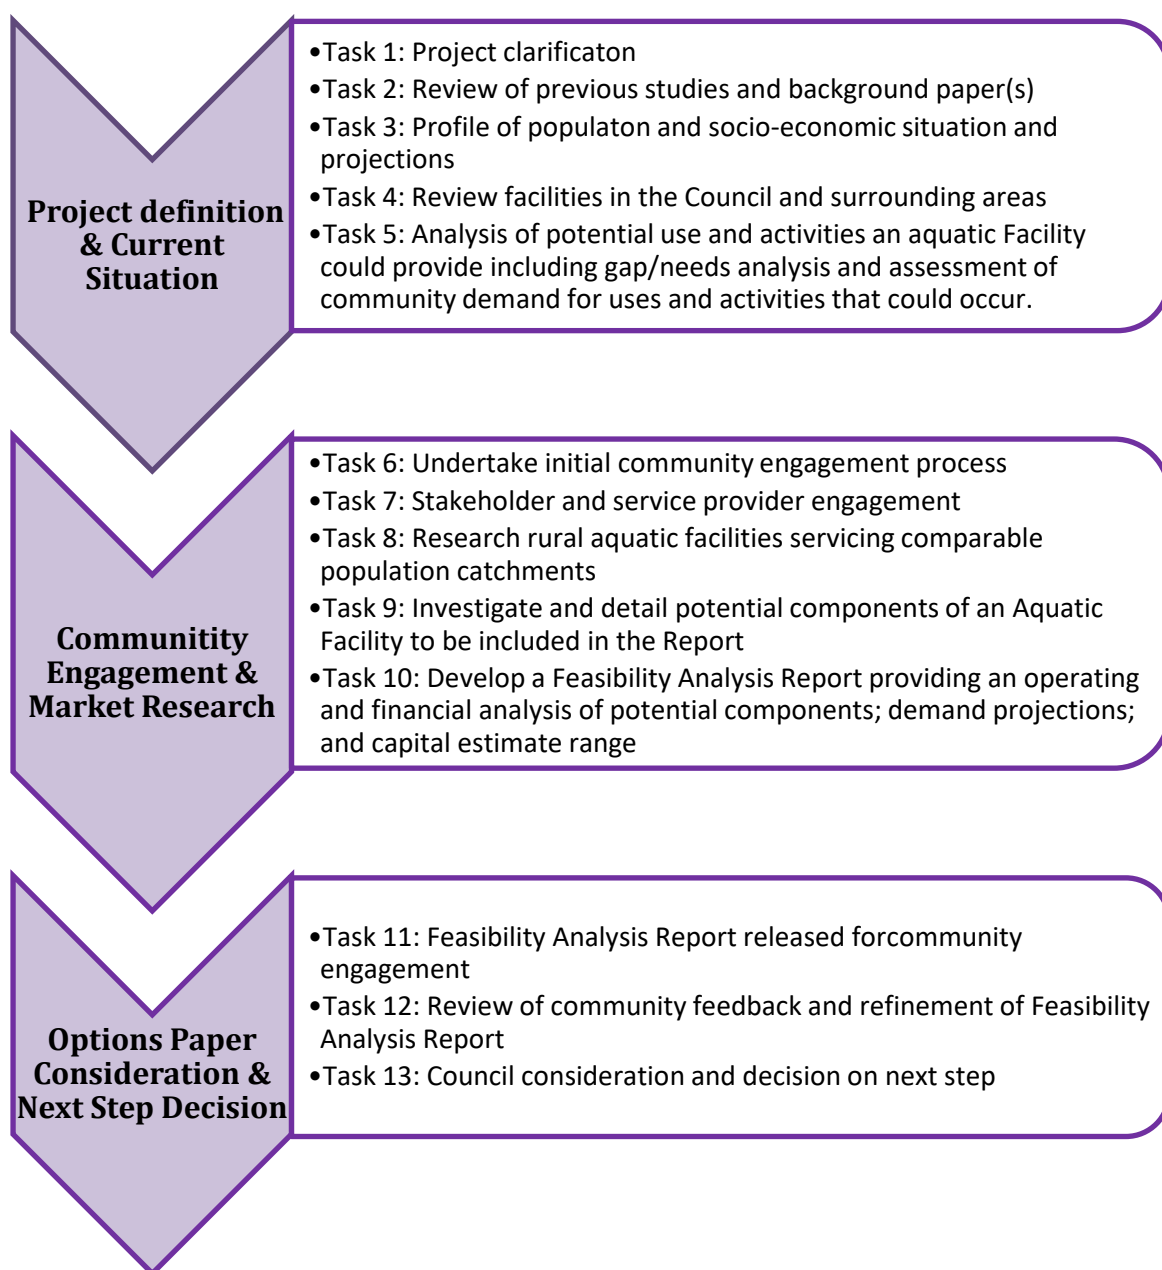 Project definition
& Current
Situation
•Task 1: Project clarificaton
•Task 2: Review of previous studies and background paper(s)
•Task 3: Profile of populaton and socio-economic situation and
projections
•Task 4: Review facilities in the Council and surrounding areas
•Task 5: Analysis of potential use and activities an aquatic Facility
could provide including gap/needs analysis and assessment of
community demand for uses and activities that could occur.
Communitity
Engagement &
Market Research
•Task 6: Undertake initial community engagement process
•Task 7: Stakeholder and service provider engagement
•Task 8: Research rural aquatic facilities servicing comparable
population catchments
•Task 9: Investigate and detail potential components of an Aquatic
Facility to be included in the Report
•Task 10: Develop a Feasibility Analysis Report providing an operating
and financial analysis of potential components; demand projections;
and capital estimate range
Options Paper
Consideration &
Next Step Decision
•Task 11: Feasibility Analysis Report released forcommunity
engagement
•Task 12: Review of community feedback and refinement of Feasibility
Analysis Report
•Task 13: Council consideration and decision on next step